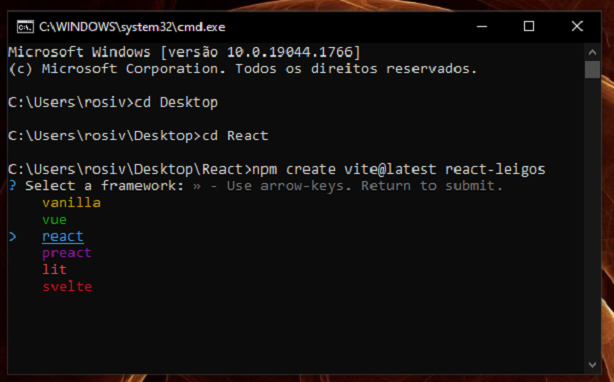 C:\WINDOWS\system32\cmd.exe
Microsoft Windows [versão 10.0.19044.1766]
(c) Microsoft Corporation. Todos os direitos reservados.
C:\Users\rosiv>cd Desktop
C:\Users\rosiv\Desktop>cd React
C:\Users\rosiv\Desktop\React>npm create vite@latest react-leigos
? Select a framework: » - Use arrow-keys. Return to submit.
vanilla
vue
> react
preact
lit
svelte